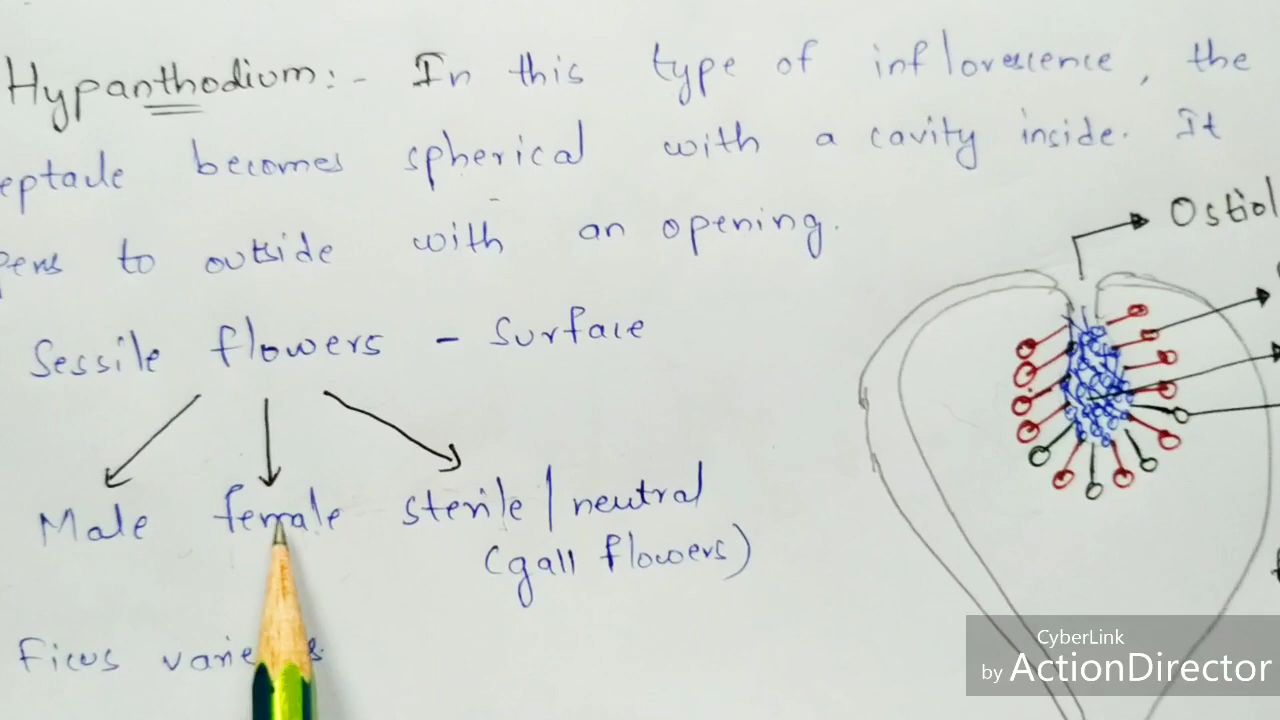 Hypanthodium:- In this type of inflorescence, the
eptacle becomes spherical with a cavity inside. It
pens to outside with an opening.
Ostiol
Sessile flowers - Surface
Male female sterile / neutral
(gall flowers)
Ficus
CyberLink
by ActionDirector